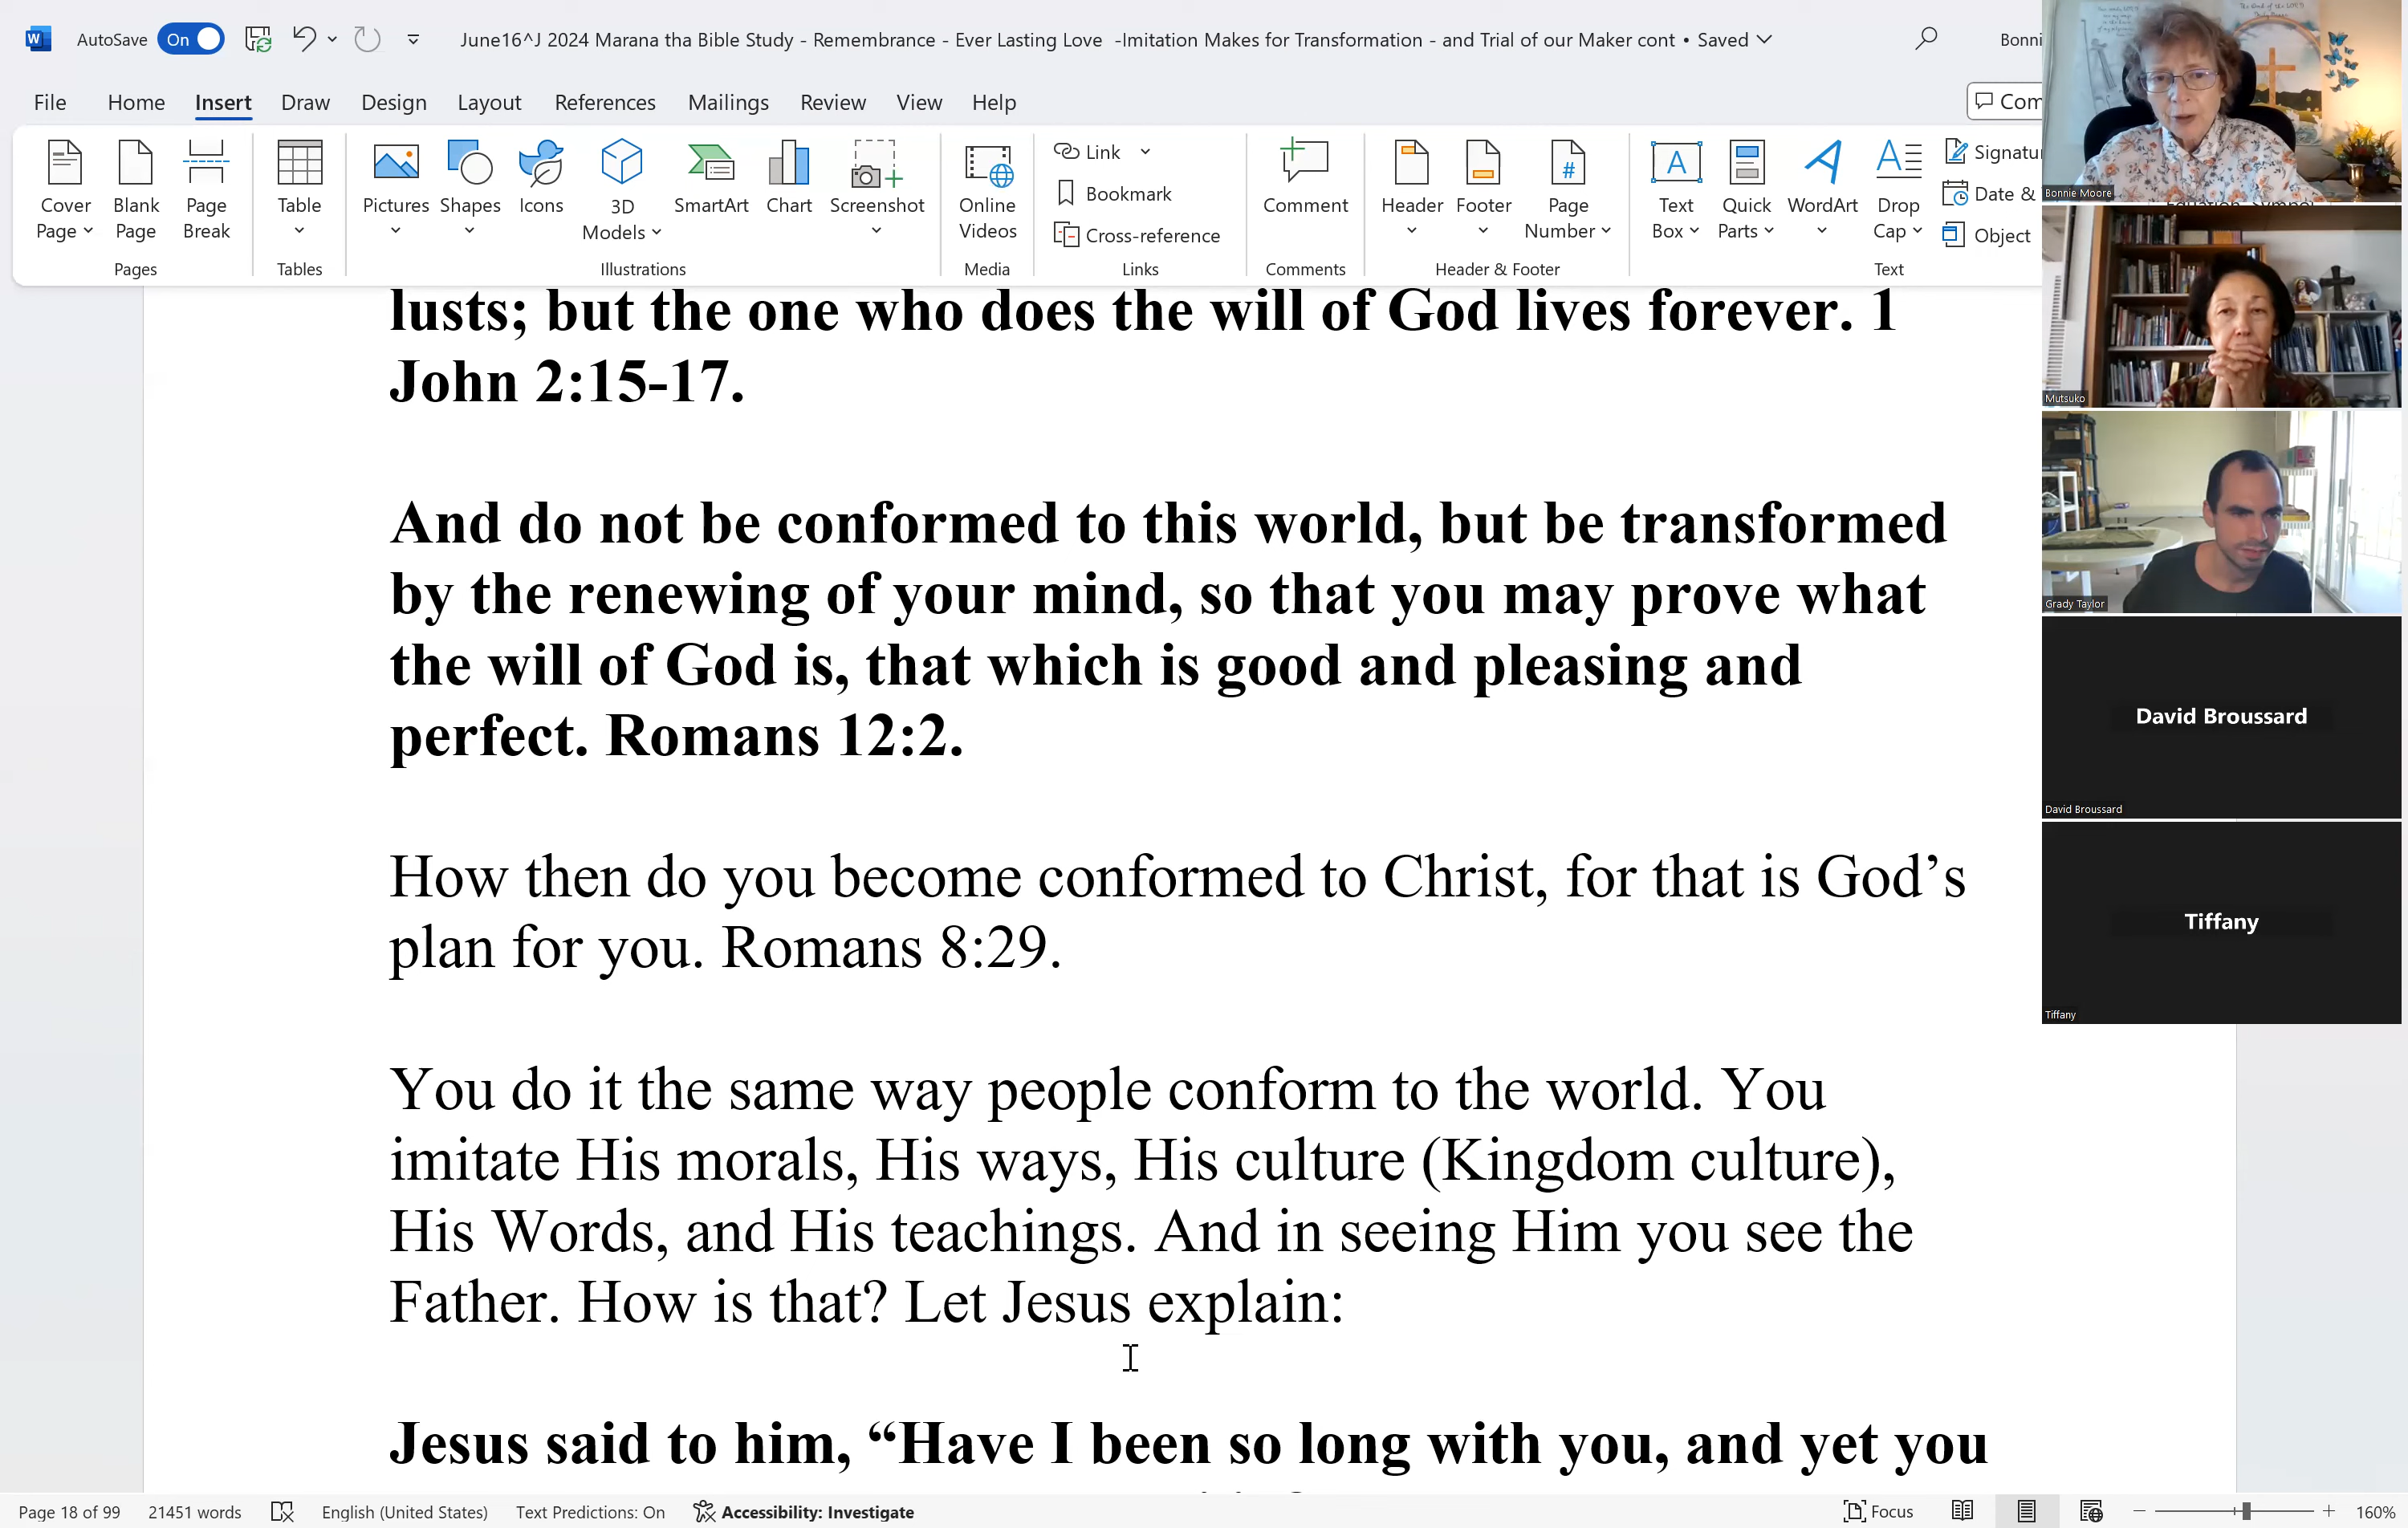 AutoSave On
June16^J 2024 Marana tha Bible Study - Remembrance - Ever Lasting Love -Imitation Makes for Transformation - and Trial of our Maker cont • Saved
Bonni
File Home Insert Draw Design Layout References Mailings Review View Help
Com
Cover Page
Blank Page
Page Break
Pages
Table
Tables
Pictures
Shapes
Icons
3D Models
SmartArt
Chart
Screenshot
Illustrations
Online Videos
Media
Link
Bookmark
Cross-reference
Links
Comment
Comments
Header
Footer
Page Number
#
Header & Footer
Text Box
Quick Parts
WordArt
Drop Cap
Signatur
Date &
Object
Text
Bonnie Moore
Mutsuko
Grady Taylor
David Broussard
David Broussard
Tiffany
Tiffany
lusts; but the one who does the will of God lives forever. 1
John 2:15-17.
And do not be conformed to this world, but be transformed
by the renewing of your mind, so that you may prove what
the will of God is, that which is good and pleasing and
perfect. Romans 12:2.
How then do you become conformed to Christ, for that is God’s
plan for you. Romans 8:29.
You do it the same way people conform to the world. You
imitate His morals, His ways, His culture (Kingdom culture),
His Words, and His teachings. And in seeing Him you see the
Father. How is that? Let Jesus explain:
Jesus said to him, “Have I been so long with you, and yet you
Page 18 of 99 21451 words English (United States) Text Predictions: On Accessibility: Investigate Focus 160%